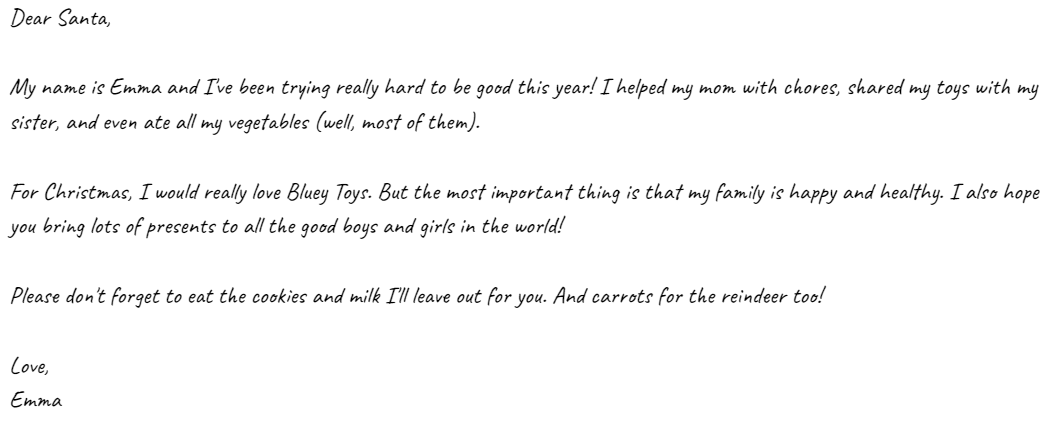 Dear Santa,
My name is Emma and I've been trying really hard to be good this year! I helped my mom with chores, shared my toys with my
sister, and even ate all my vegetables (well, most of them).
For Christmas, I would really love Bluey Toys. But the most important thing is that my family is happy and healthy. I also hope
you bring lots of presents to all the good boys and girls in the world!
Please don't forget to eat the cookies and milk I'll leave out for you. And carrots for the reindeer too!
Love,
Emma